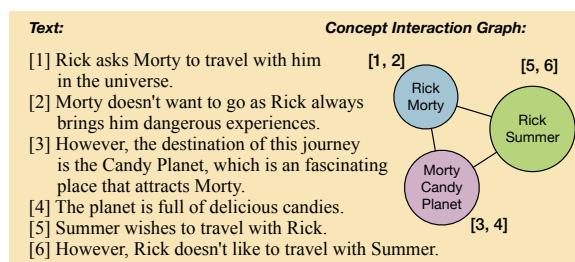 Text:
[1] Rick asks Morty to travel with him
in the universe.
[2] Morty doesn't want to go as Rick always
brings him dangerous experiences.
[3] However, the destination of this journey
is the Candy Planet, which is an fascinating
place that attracts Morty.
[4] The planet is full of delicious candies.
[5] Summer wishes to travel with Rick.
[6] However, Rick doesn't like to travel with Summer.
Concept Interaction Graph:
[1, 2]
Rick
Morty
[5, 6]
Rick
Summer
Morty
Candy
Planet
[3, 4]